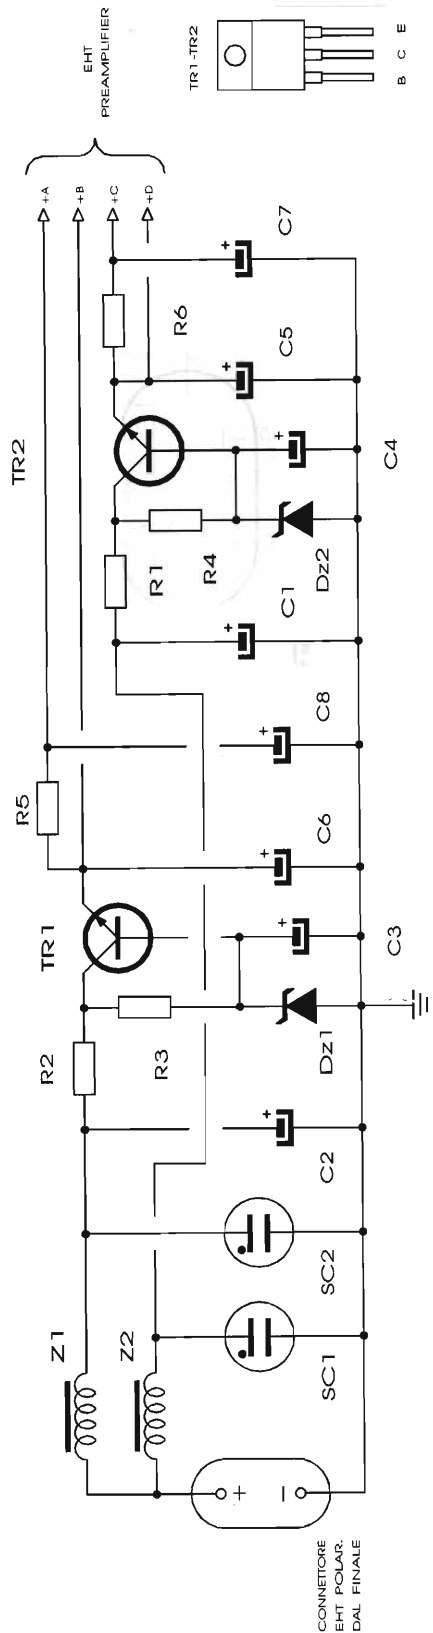 EHT
PREAMPLIFIER
+A
+B
+C
+D
TR1-TR2
B C E
TR2
R6
C7
C5
R1
R4
C4
Dz2
C1
R5
C8
C6
TR1
R2
R3
C3
Dz1
C2
Z1
Z2
SC2
SC1
+
−
+
+
+
+
+
+
+
+
CONNETTORE
EHT POLAR.
DAL FINALE